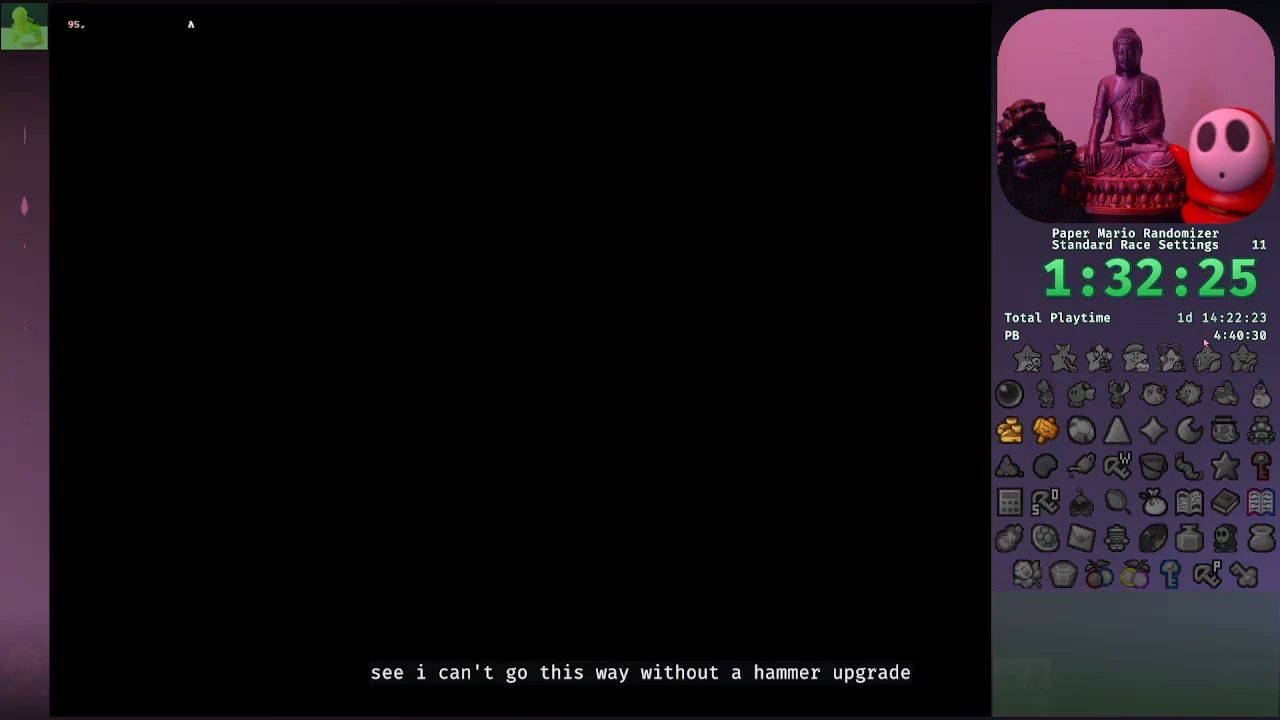 95,
A
Paper Mario Randomizer
Standard Race Settings 11
1:32:25
Total Playtime 1d 14:22:23
PB 4:40:30
W
O
S
P
see i can't go this way without a hammer upgrade